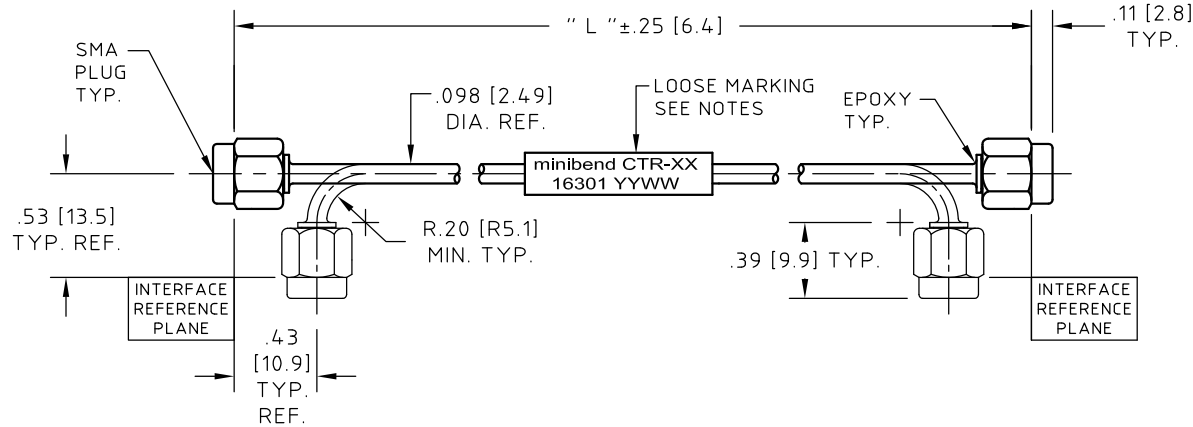 " L "±.25 [6.4]
.11 [2.8]
TYP.
SMA
PLUG
TYP.
.098 [2.49]
DIA. REF.
LOOSE MARKING
SEE NOTES
EPOXY
TYP.
minibend CTR-XX
16301 YYWW
.53 [13.5]
TYP. REF.
R.20 [R5.1]
MIN. TYP.
.39 [9.9] TYP.
INTERFACE
REFERENCE
PLANE
INTERFACE
REFERENCE
PLANE
.43
[10.9]
TYP.
REF.